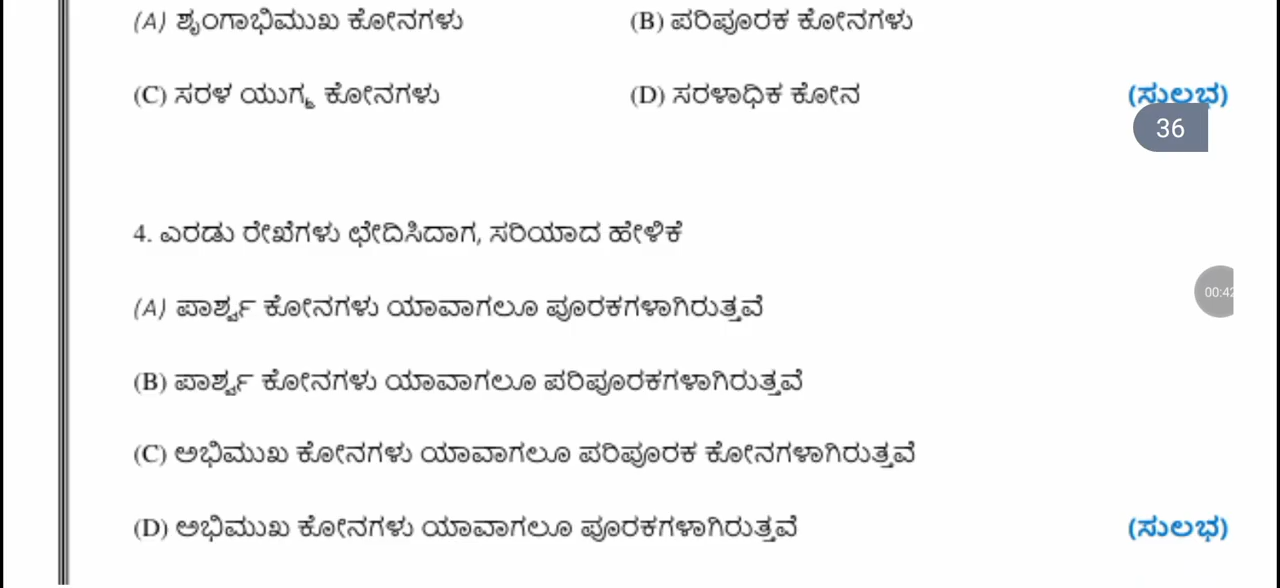 (A) ಶೃಂಗಾಭಿಮುಖ ಕೋನಗಳು (B) ಪರಿಪೂರಕ ಕೋನಗಳು
(C) ಸರಳ ಯುಗ್ಮ ಕೋನಗಳು (D) ಸರಳಾಧಿಕ ಕೋನ (ಸುಲಭ)
36
4. ಎರಡು ರೇಖೆಗಳು ಛೇದಿಸಿದಾಗ, ಸರಿಯಾದ ಹೇಳಿಕೆ
00:42
(A) ಪಾರ್ಶ್ವ ಕೋನಗಳು ಯಾವಾಗಲೂ ಪೂರಕಗಳಾಗಿರುತ್ತವೆ
(B) ಪಾರ್ಶ್ವ ಕೋನಗಳು ಯಾವಾಗಲೂ ಪರಿಪೂರಕಗಳಾಗಿರುತ್ತವೆ
(C) ಅಭಿಮುಖ ಕೋನಗಳು ಯಾವಾಗಲೂ ಪರಿಪೂರಕ ಕೋನಗಳಾಗಿರುತ್ತವೆ
(D) ಅಭಿಮುಖ ಕೋನಗಳು ಯಾವಾಗಲೂ ಪೂರಕಗಳಾಗಿರುತ್ತವೆ (ಸುಲಭ)